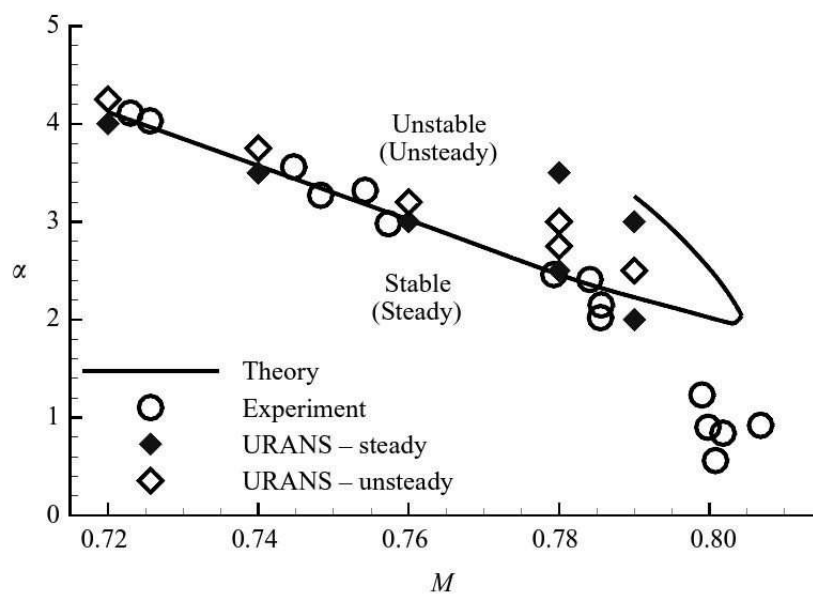 5
4
3
2
1
0
α
Unstable
(Unsteady)
Stable
(Steady)
Theory
Experiment
URANS – steady
URANS – unsteady
0.72 0.74 0.76 0.78 0.80
M